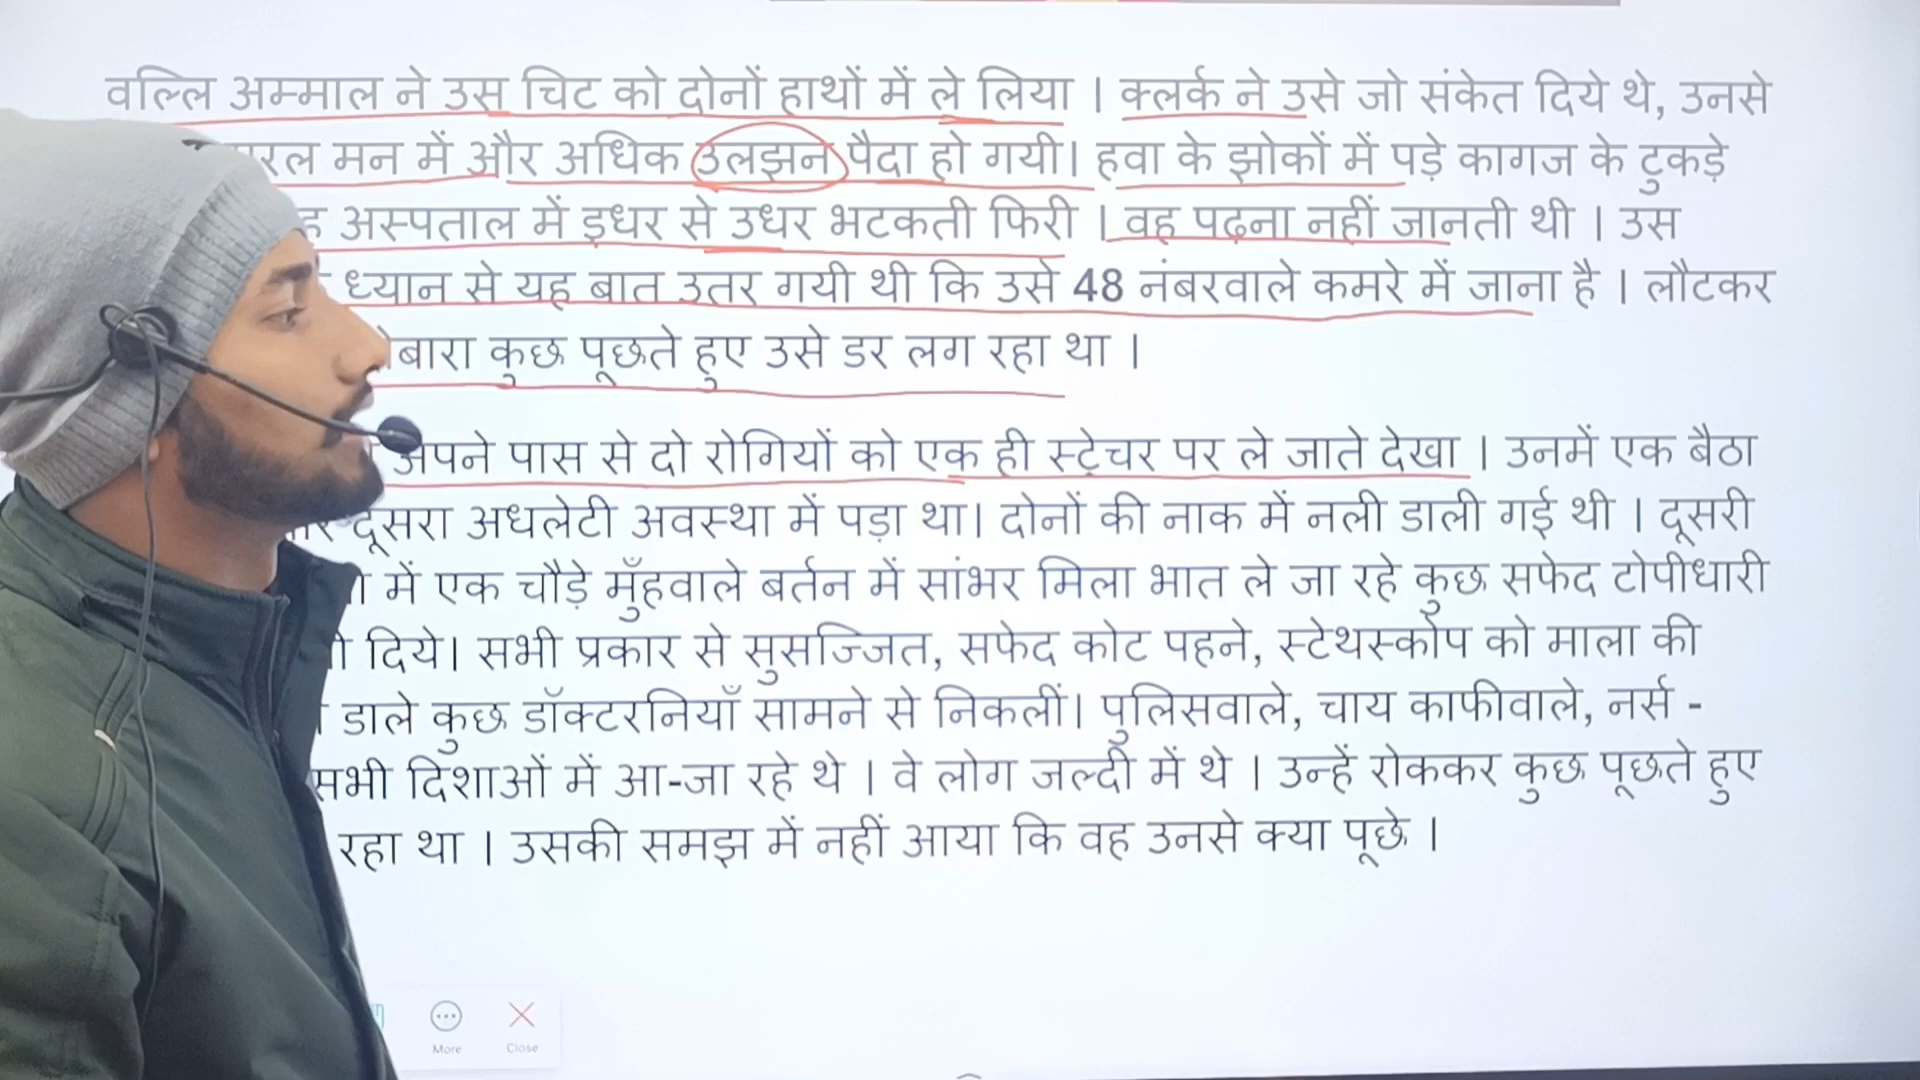 वल्लि अम्माल ने उस चिट को दोनों हाथों में ले लिया । क्लर्क ने उसे जो संकेत दिये थे, उनसे
मन में और अधिक उलझन पैदा हो गयी। हवा के झोकों में पड़े कागज के टुकड़े
अस्पताल में इधर से उधर भटकती फिरी । वह पढ़ना नहीं जानती थी । उस
ध्यान से यह बात उतर गयी थी कि उसे 48 नंबरवाले कमरे में जाना है । लौटकर
कुछ पूछते हुए उसे डर लग रहा था ।
अपने पास से दो रोगियों को एक ही स्ट्रेचर पर ले जाते देखा । उनमें एक बैठा
दूसरा अधलेटी अवस्था में पड़ा था। दोनों की नाक में नली डाली गई थी । दूसरी
में एक चौड़े मुँहवाले बर्तन में सांभर मिला भात ले जा रहे कुछ सफेद टोपीधारी
दिये। सभी प्रकार से सुसज्जित, सफेद कोट पहने, स्टेथस्कोप को माला की
डाले कुछ डॉक्टरनियाँ सामने से निकलीं। पुलिसवाले, चाय काफीवाले, नर्स -
सभी दिशाओं में आ-जा रहे थे । वे लोग जल्दी में थे । उन्हें रोककर कुछ पूछते हुए
रहा था । उसकी समझ में नहीं आया कि वह उनसे क्या पूछे ।
More Close